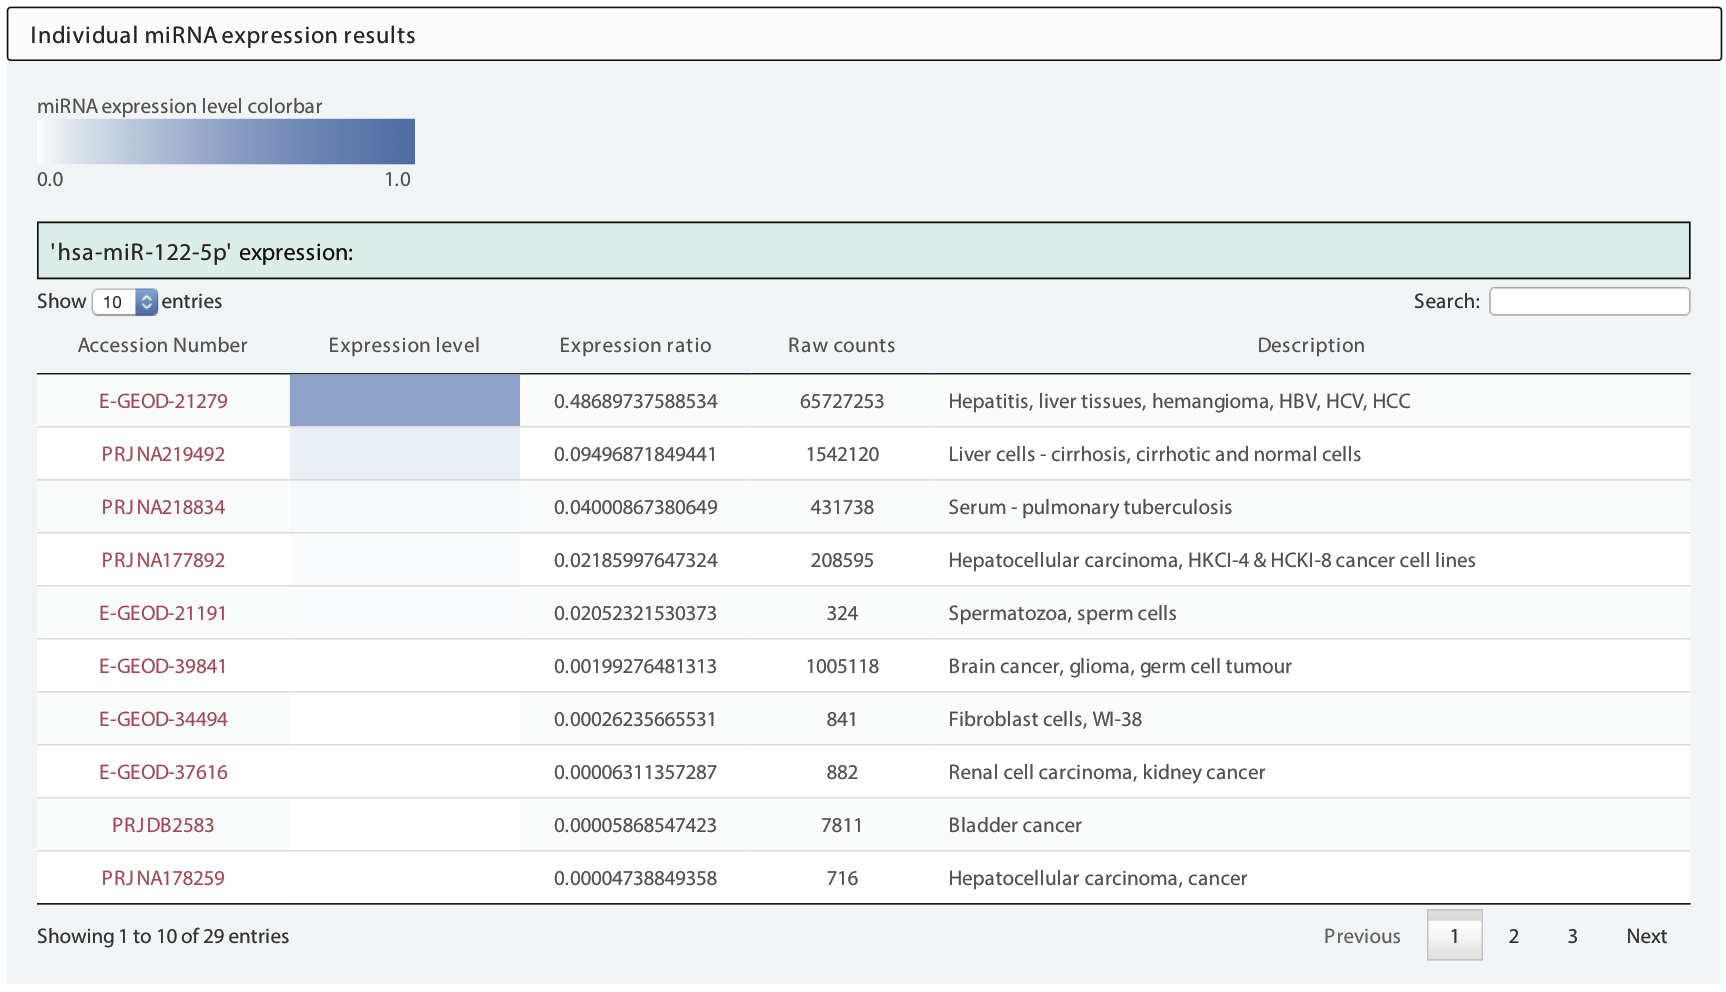 Individual miRNA expression results
miRNA expression level colorbar
0.0 1.0
'hsa-miR-122-5p' expression:
Show 10 entries Search:
Accession Number Expression level Expression ratio Raw counts Description
E-GEOD-21279 0.48689737588534 65727253 Hepatitis, liver tissues, hemangioma, HBV, HCV, HCC
PRJNA219492 0.09496871849441 1542120 Liver cells - cirrhosis, cirrhotic and normal cells
PRJNA218834 0.04000867380649 431738 Serum - pulmonary tuberculosis
PRJNA177892 0.02185997647324 208595 Hepatocellular carcinoma, HKCI-4 & HCKI-8 cancer cell lines
E-GEOD-21191 0.02052321530373 324 Spermatozoa, sperm cells
E-GEOD-39841 0.00199276481313 1005118 Brain cancer, glioma, germ cell tumour
E-GEOD-34494 0.00026235665531 841 Fibroblast cells, WI-38
E-GEOD-37616 0.00006311357287 882 Renal cell carcinoma, kidney cancer
PRJDB2583 0.00005868547423 7811 Bladder cancer
PRJNA178259 0.00004738849358 716 Hepatocellular carcinoma, cancer
Showing 1 to 10 of 29 entries Previous 1 2 3 Next